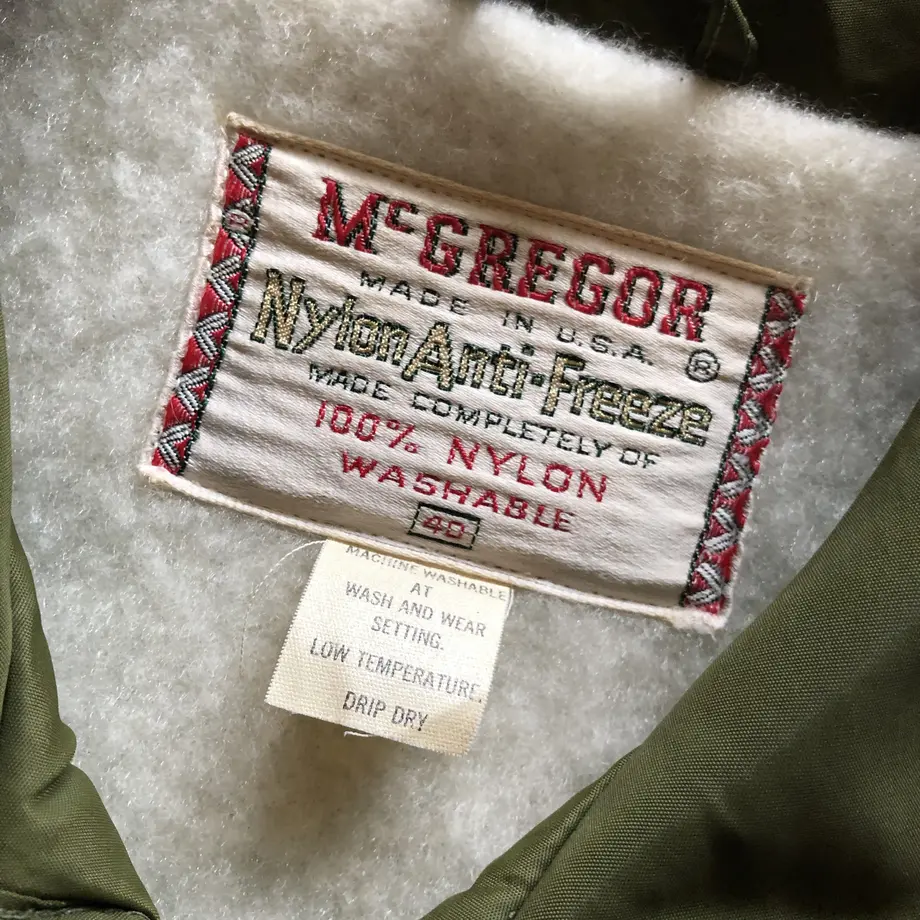 McGREGOR
MADE IN U.S.A. ®
Nylon Anti-Freeze
MADE COMPLETELY OF
100% NYLON
WASHABLE
40
MACHINE WASHABLE
AT
WASH AND WEAR
SETTING.
LOW TEMPERATURE.
DRIP DRY